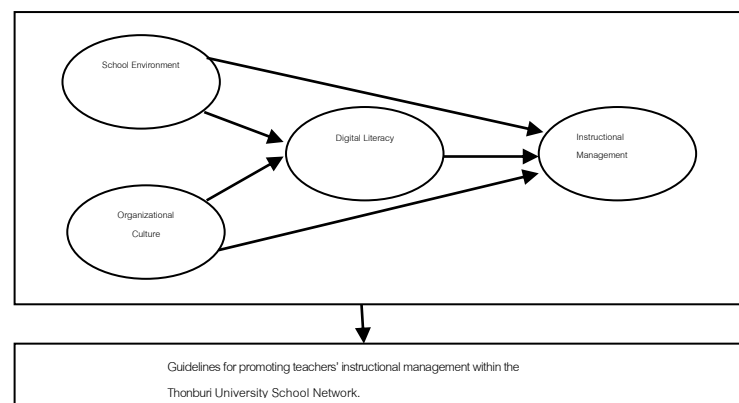 School Environment
Digital Literacy
Instructional
Management
Organizational
Culture
Guidelines for promoting teachers' instructional management within the
Thonburi University School Network.